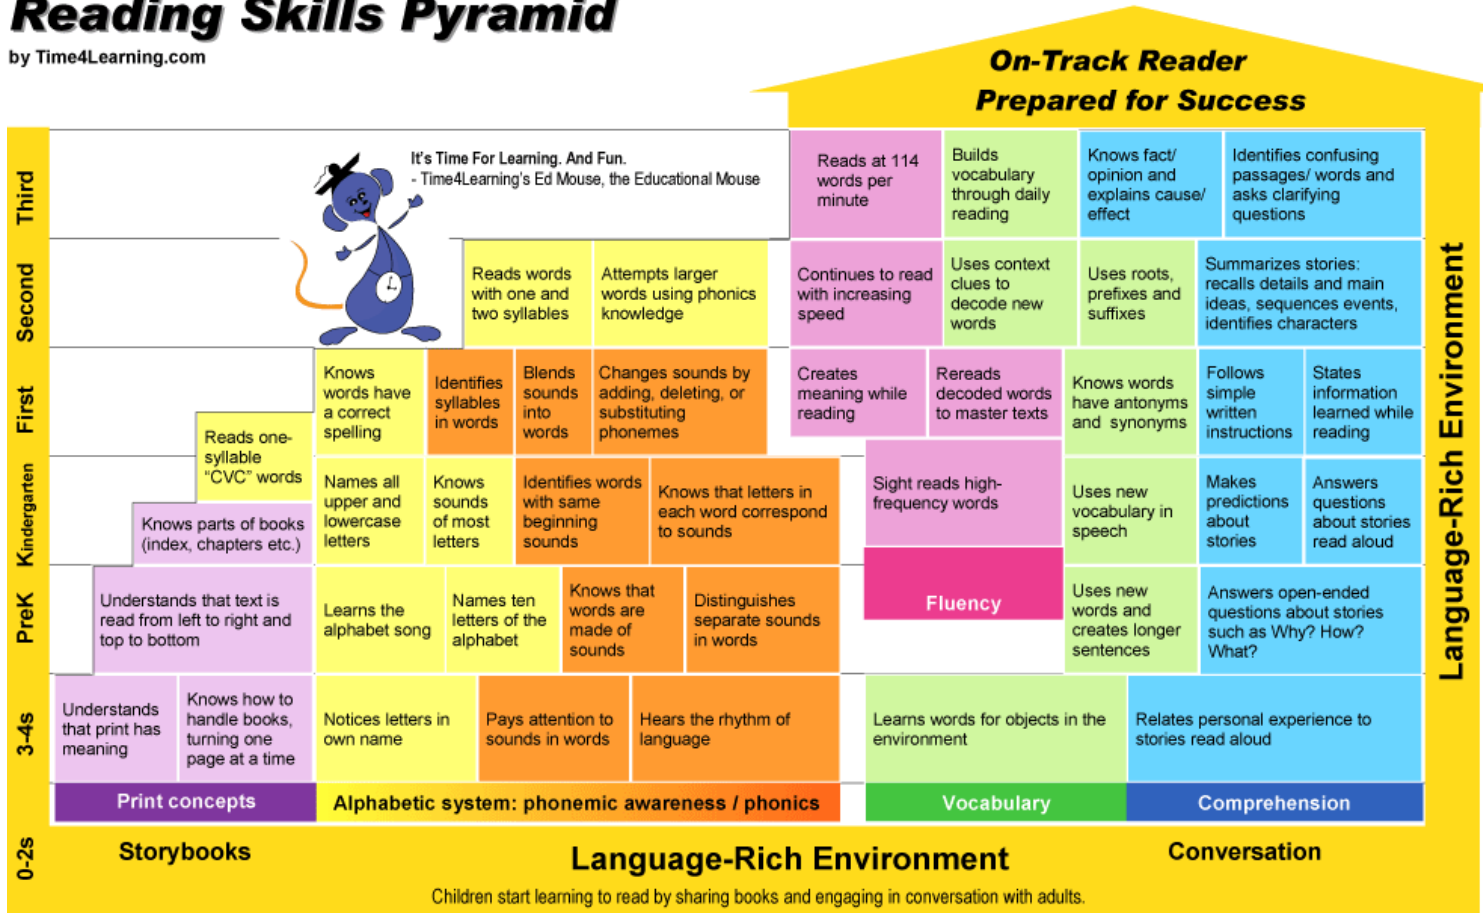 Reading Skills Pyramid
by Time4Learning.com
On-Track Reader
Prepared for Success
Third
It's Time For Learning. And Fun.
- Time4Learning's Ed Mouse, the Educational Mouse
Reads at 114
words per
minute
Builds
vocabulary
through daily
reading
Knows fact/
opinion and
explains cause/
effect
Identifies confusing
passages/ words and
asks clarifying
questions
Second
Reads words
with one and
two syllables
Attempts larger
words using phonics
knowledge
Continues to read
with increasing
speed
Uses context
clues to
decode new
words
Uses roots,
prefixes and
suffixes
Summarizes stories:
recalls details and main
ideas, sequences events,
identifies characters
First
Knows
words have
a correct
spelling
Identifies
syllables
in words
Blends
sounds
into
words
Changes sounds by
adding, deleting, or
substituting
phonemes
Creates
meaning while
reading
Rereads
decoded words
to master texts
Knows words
have antonyms
and synonyms
Follows
simple
written
instructions
States
information
learned while
reading
Kindergarten
Reads one-
syllable
"CVC" words
Knows parts of books
(index, chapters etc.)
Names all
upper and
lowercase
letters
Knows
sounds
of most
letters
Identifies words
with same
beginning
sounds
Knows that letters in
each word correspond
to sounds
Sight reads high-
frequency words
Uses new
vocabulary in
speech
Makes
predictions
about
stories
Answers
questions
about stories
read aloud
PreK
Understands that text is
read from left to right and
top to bottom
Learns the
alphabet song
Names ten
letters of the
alphabet
Knows that
words are
made of
sounds
Distinguishes
separate sounds
in words
Fluency
Uses new
words and
creates longer
sentences
Answers open-ended
questions about stories
such as Why? How?
What?
3-4s
Understands
that print has
meaning
Knows how to
handle books,
turning one
page at a time
Notices letters in
own name
Pays attention to
sounds in words
Hears the rhythm of
language
Learns words for objects in the
environment
Relates personal experience to
stories read aloud
Print concepts
Alphabetic system: phonemic awareness / phonics
Vocabulary
Comprehension
0-2s
Storybooks
Language-Rich Environment
Conversation
Children start learning to read by sharing books and engaging in conversation with adults.
Language-Rich Environment